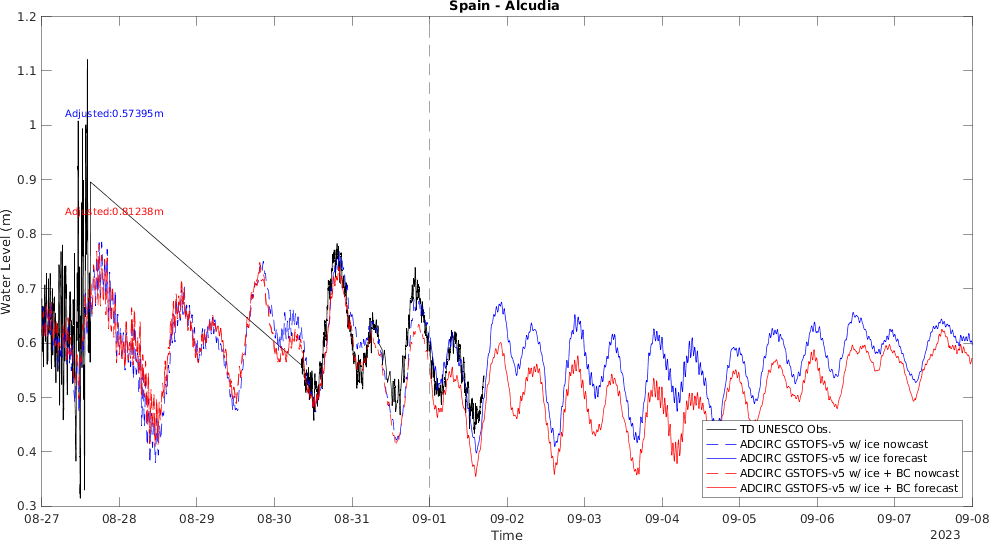 Spain - Alcudia
1.2
1.1
1
0.9
0.8
0.7
0.6
0.5
0.4
0.3
Water Level (m)
Adjusted:0.57395m
Adjusted:0.81238m
TD UNESCO Obs.
ADCIRC GSTOFS-v5 w/ ice nowcast
ADCIRC GSTOFS-v5 w/ ice forecast
ADCIRC GSTOFS-v5 w/ ice + BC nowcast
ADCIRC GSTOFS-v5 w/ ice + BC forecast
08-27 08-28 08-29 08-30 08-31 09-01 09-02 09-03 09-04 09-05 09-06 09-07 09-08
Time
2023